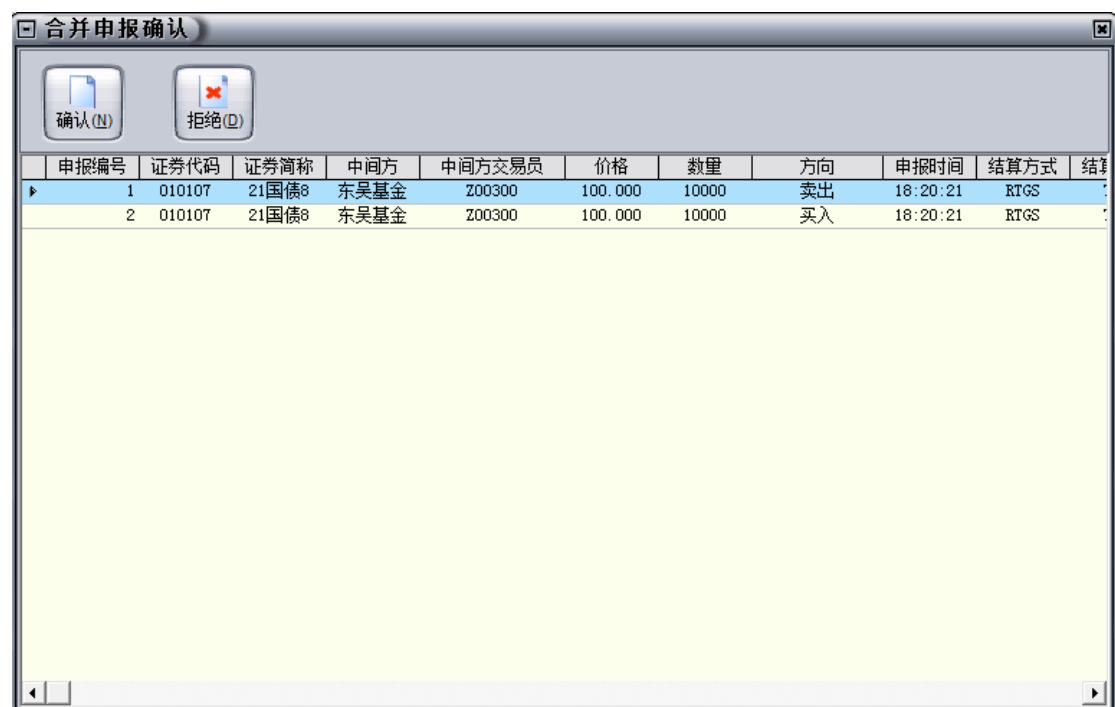 合并申报确认
确认(N) 拒绝(D)
申报编号 证券代码 证券简称 中间方 中间方交易员 价格 数量 方向 申报时间 结算方式
1 010107 21国债8 东吴基金 Z00300 100.000 10000 卖出 18:20:21 RTGS
2 010107 21国债8 东吴基金 Z00300 100.000 10000 买入 18:20:21 RTGS